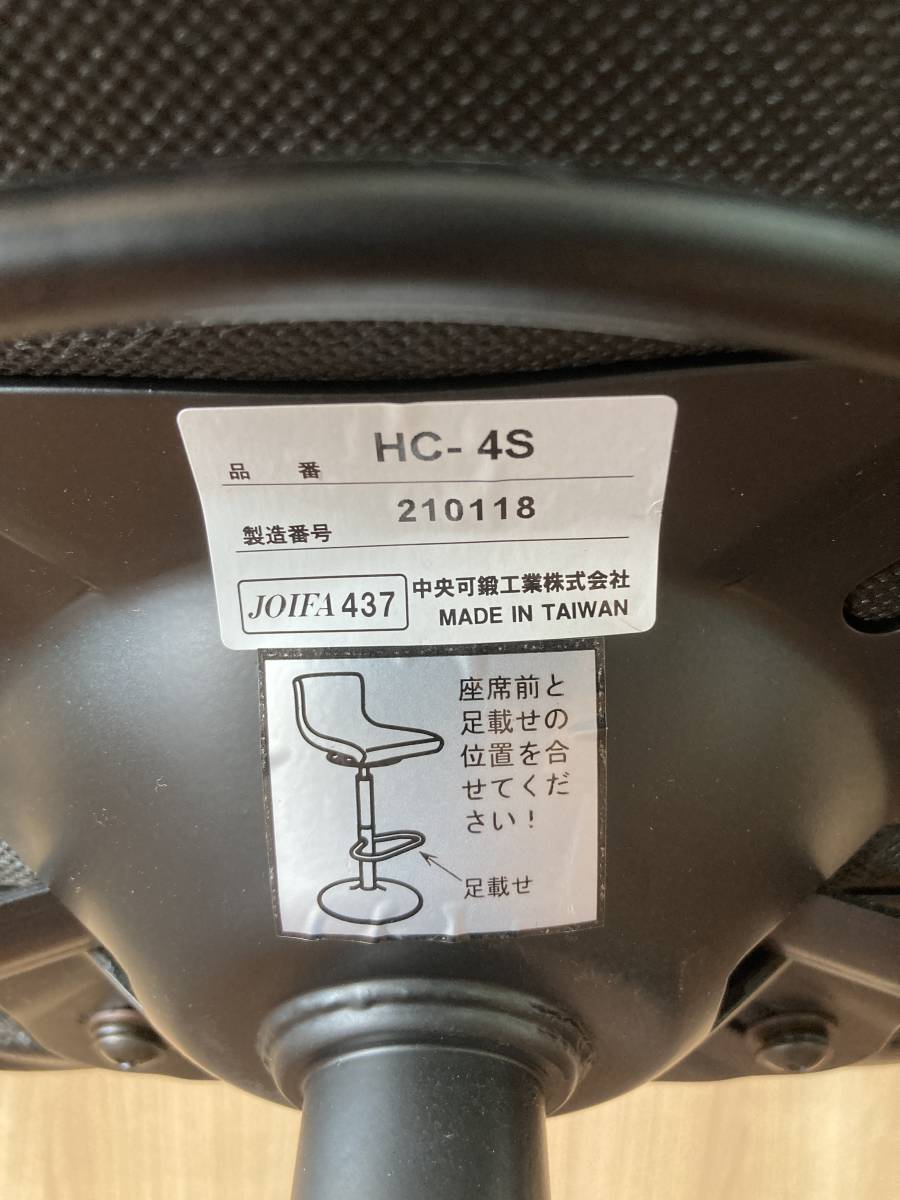 品 番 HC- 4S
製造番号 210118
JOIFA 437 中央可鍛工業株式会社
MADE IN TAIWAN
座席前と
足載せの
位置を合
せてくだ
さい！
足載せ